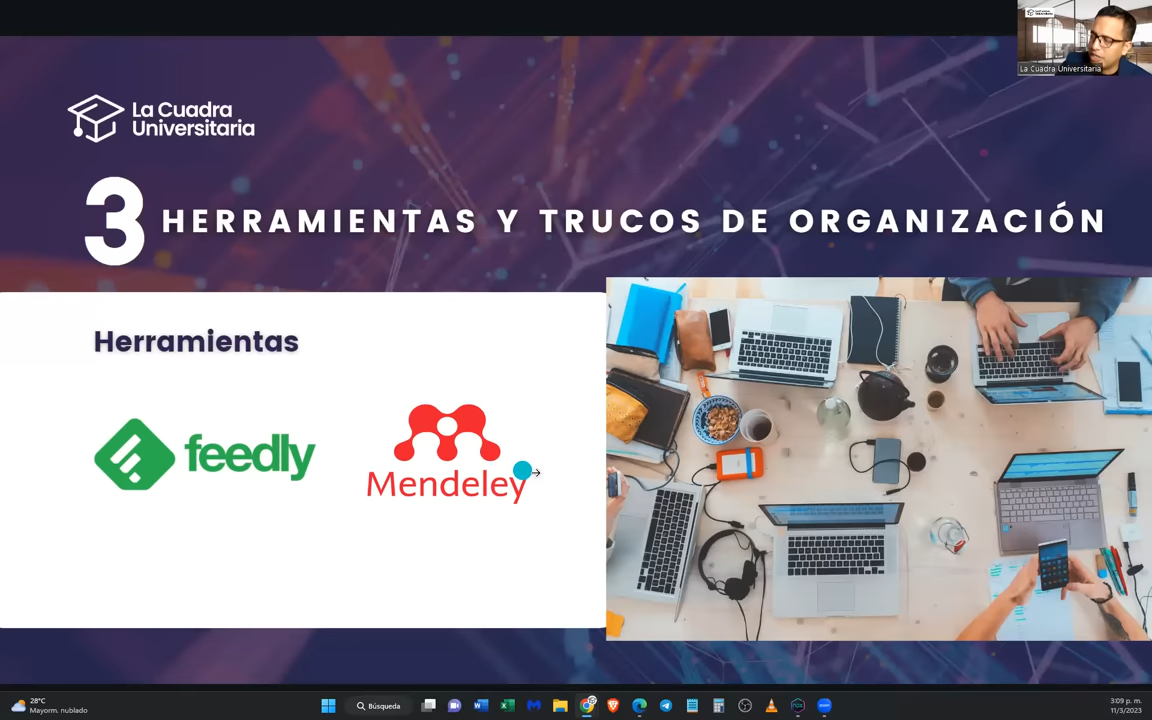 La Cuadra Universitaria
La Cuadra
Universitaria
3 HERRAMIENTAS Y TRUCOS DE ORGANIZACIÓN
Herramientas
feedly
Mendeley
28°C
Mayorm. nublado
Búsqueda
3:09 p. m.
11/3/2023